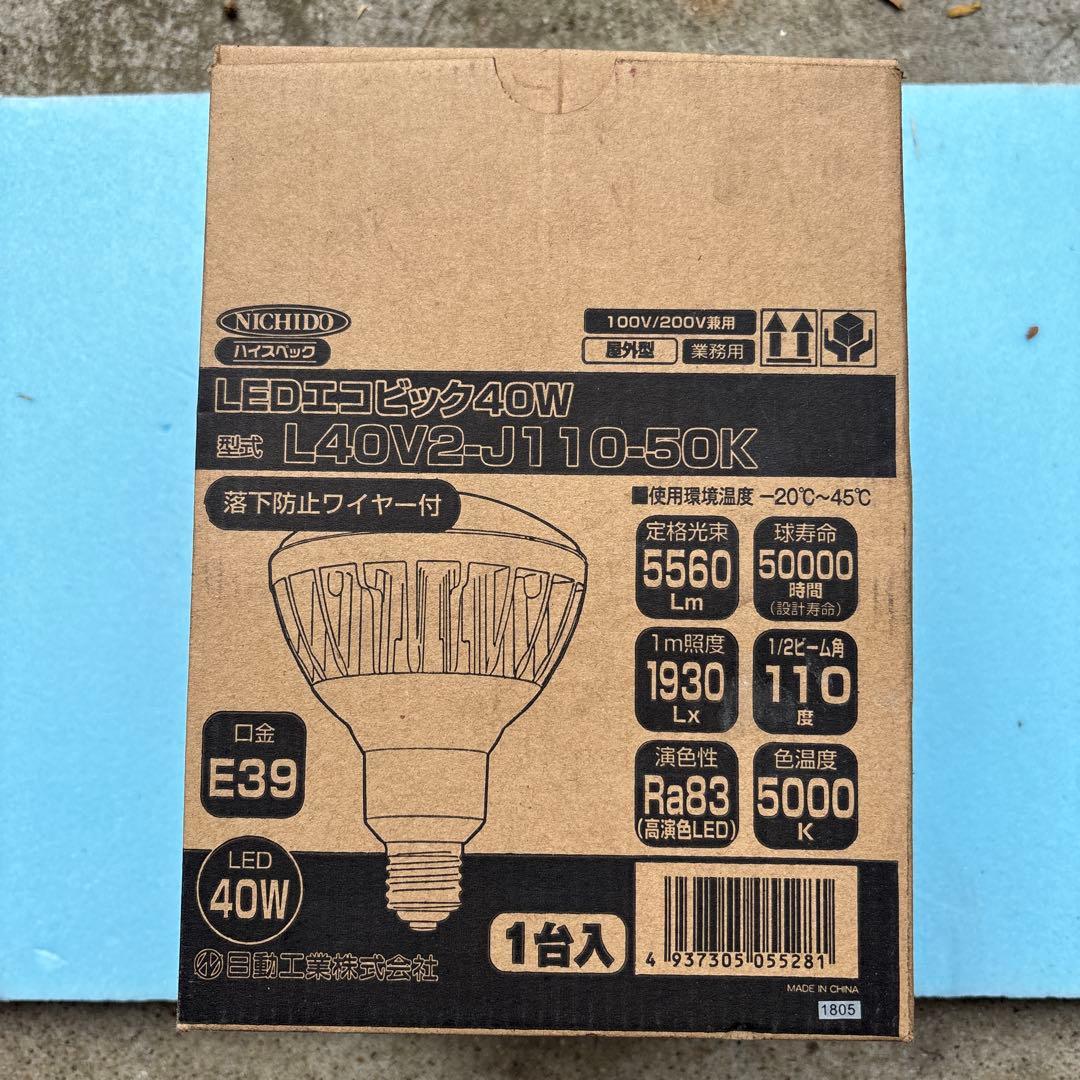 NICHIDO
ハイスペック
100V/200V兼用
屋外型 業務用
LEDエコビック40W
型式 L40V2-J110-50K
落下防止ワイヤー付
■使用環境温度 −20℃〜45℃
定格光束
5560
Lm
球寿命
50000
時間
(設計寿命)
1m照度
1930
Lx
1/2ビーム角
110
度
演色性
Ra83
(高演色LED)
色温度
5000
K
口金
E39
LED
40W
日動工業株式会社
1台入
4 937305 055281
MADE IN CHINA
1805